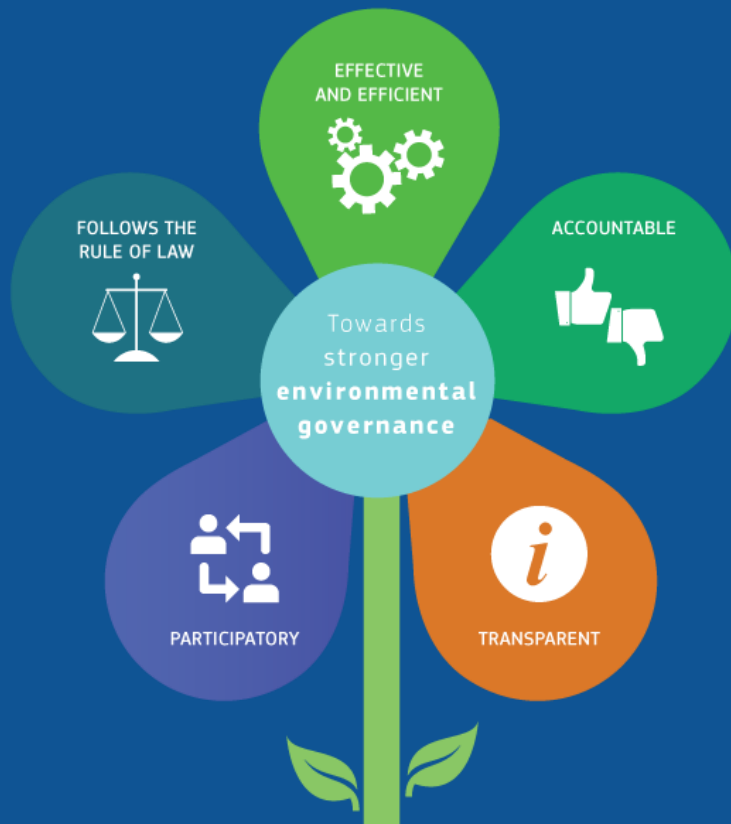 EFFECTIVE
AND EFFICIENT
FOLLOWS THE
RULE OF LAW
ACCOUNTABLE
Towards
stronger
environmental
governance
PARTICIPATORY
i
TRANSPARENT